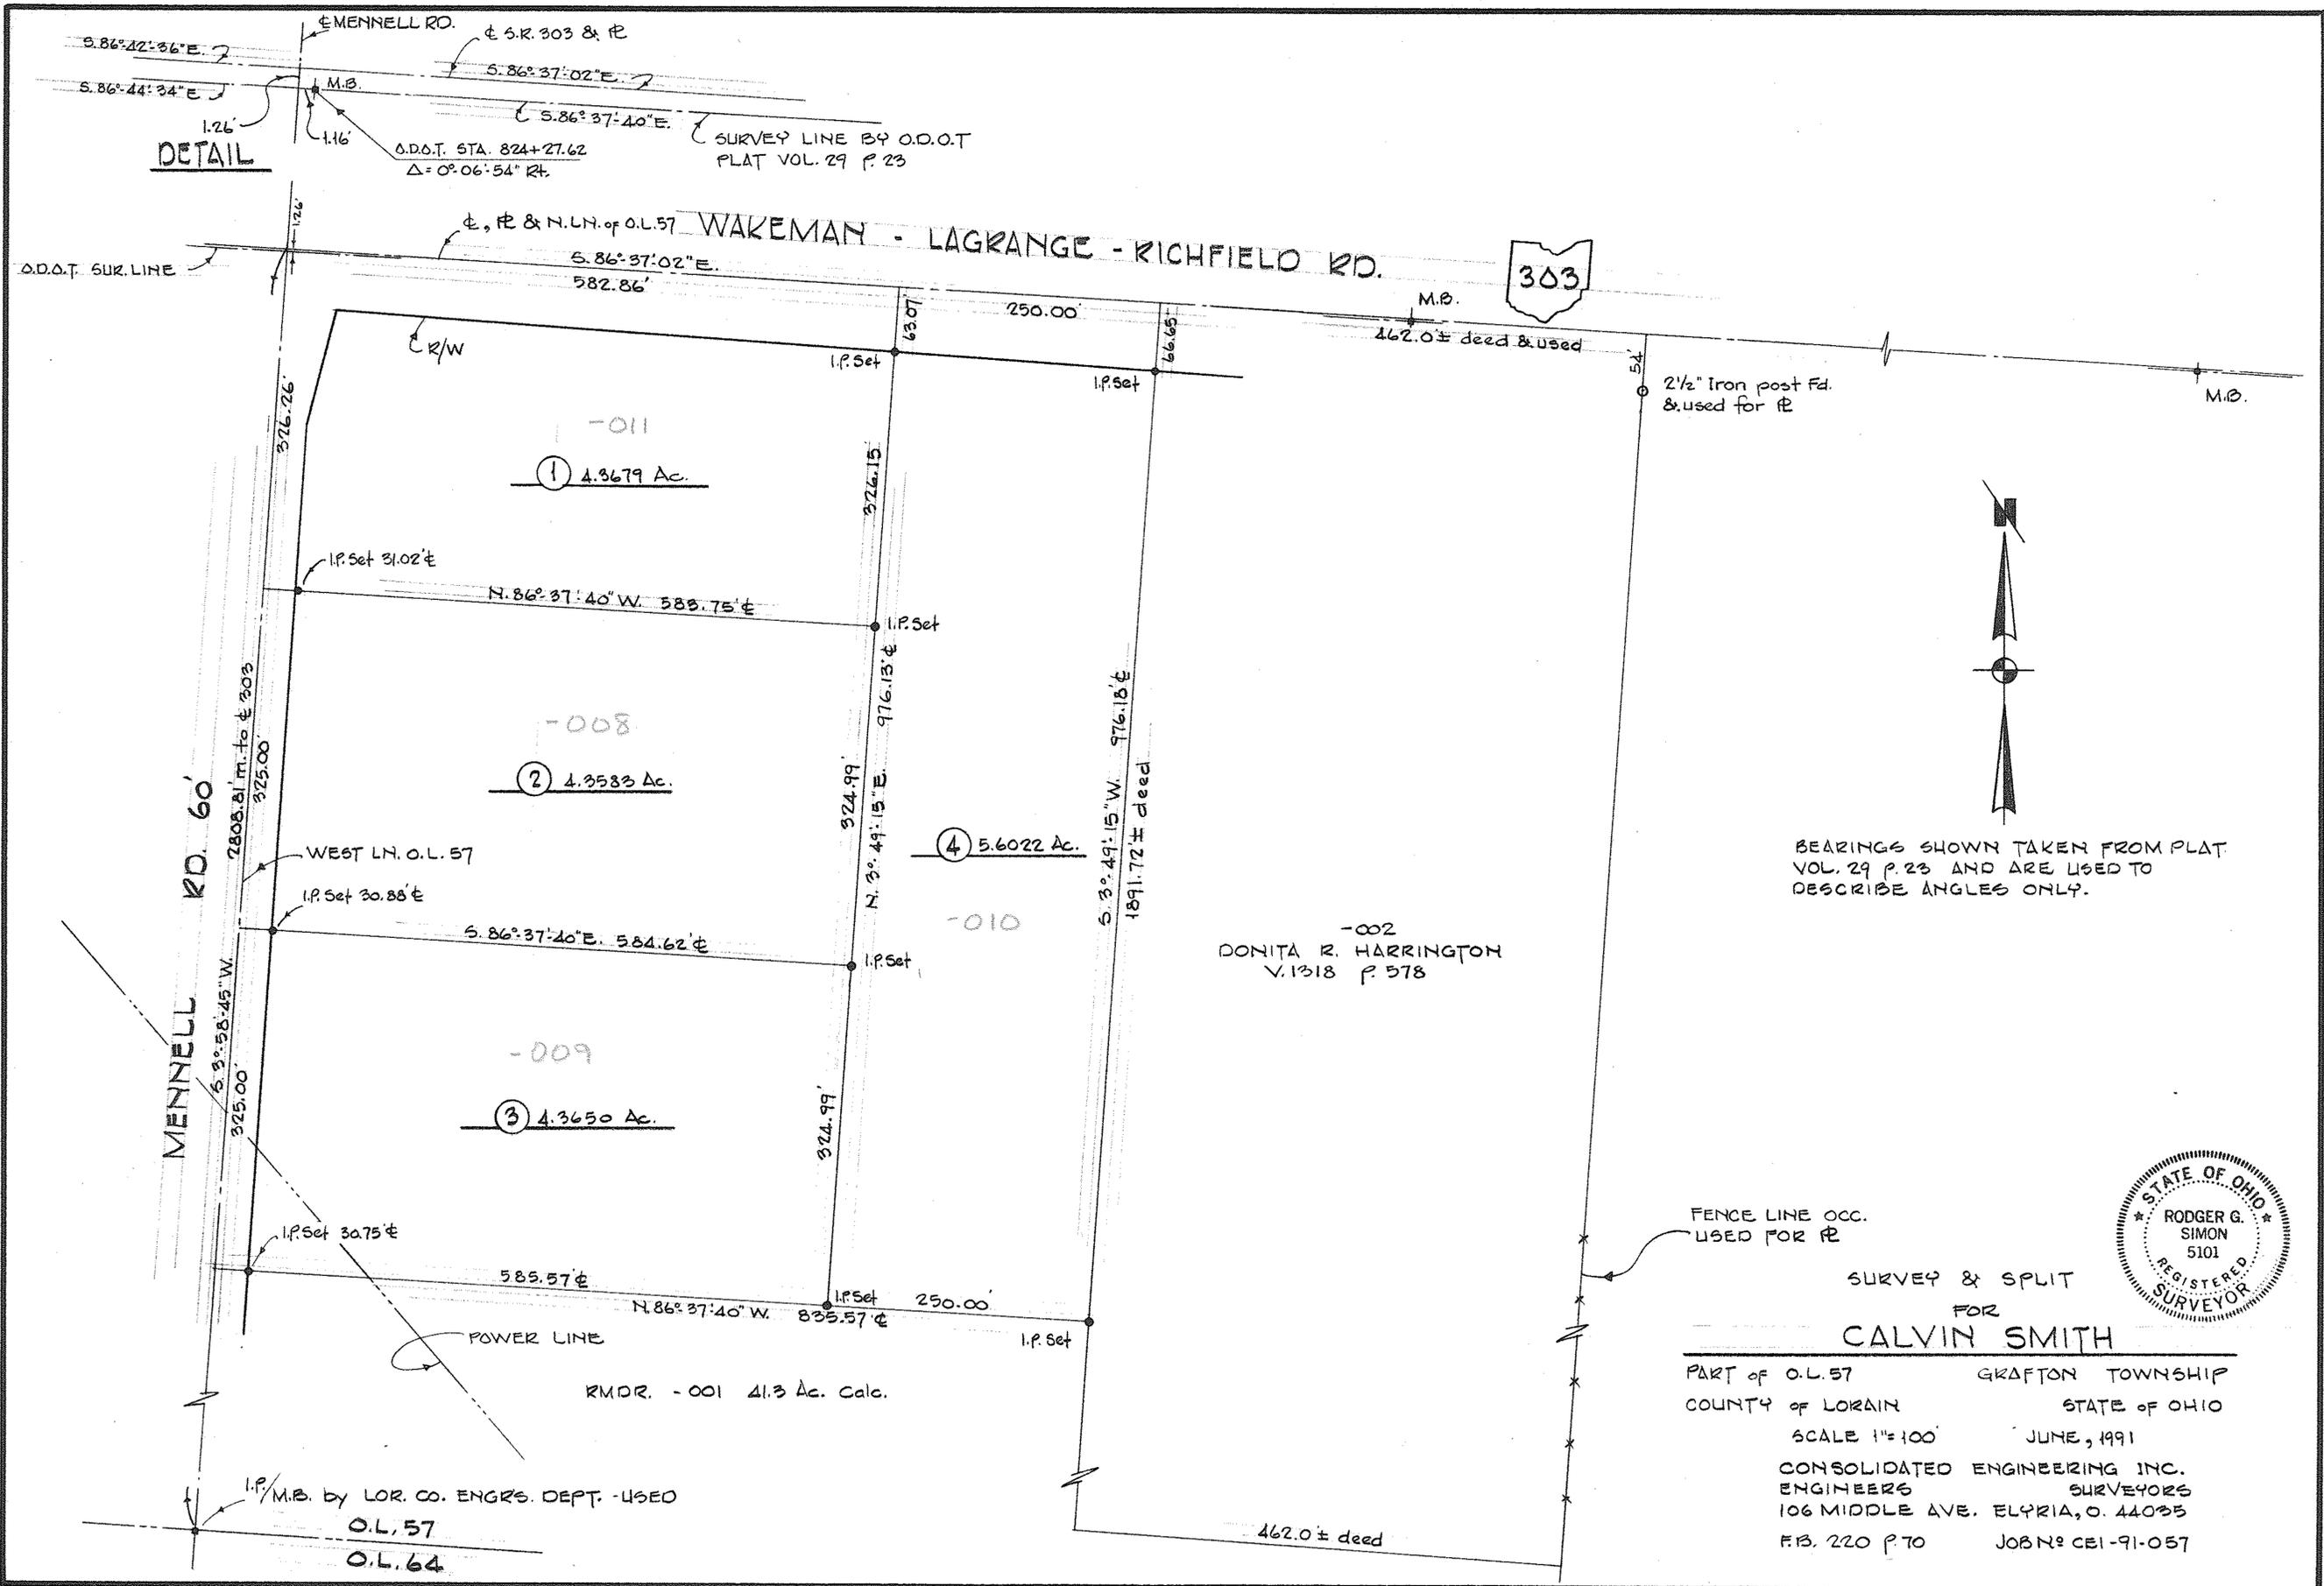 ℄ MENNELL RD.
℄ S.R. 303 & ⅊
S. 86°-42'-36"E.
S. 86°-37'-02"E.
S. 86°-44'-34"E
M.B.
S.86°-37'-40"E.
1.26'
1.16'
DETAIL
O.D.O.T. STA. 824+27.62
Δ = 0°-06'-54" Rt.
SURVEY LINE BY O.D.O.T
PLAT VOL. 29 P. 23
1.26'
℄, ⅊ & N.LN. of O.L.57
WAKEMAN - LAGRANGE - RICHFIELD RD.
303
O.D.O.T. SUR. LINE
S. 86°-37'-02"E.
582.86'
250.00'
M.B.
462.0'± deed & used
63.07'
66.65'
54'
R/W
I.P. Set
I.P. Set
2½" Iron post Fd.
& used for ⅊
M.B.
326.26'
-011
1 4.3679 Ac.
326.15'
I.P. Set 31.02'℄
N. 86°-37'-40" W. 583.75'℄
I.P. Set
N
2808.81' m. to ℄ 303
325.00'
-008
2 4.3583 Ac.
324.99'
N. 3°-49'-15"E. 976.13'℄
4 5.6022 Ac.
-010
S. 3°-49'-15"W. 976.18'℄
1891.72'± deed
MENNELL RD. 60'
WEST LN. O.L. 57
I.P. Set 30.88'℄
S. 86°-37'-40"E. 584.62'℄
I.P. Set
-002
DONITA R. HARRINGTON
V. 1318 P. 578
BEARINGS SHOWN TAKEN FROM PLAT
VOL. 29 P. 23 AND ARE USED TO
DESCRIBE ANGLES ONLY.
S. 3°-58'-45"W.
325.00'
-009
3 4.3650 Ac.
324.99'
I.P. Set 30.75'℄
585.57'℄
I.P. Set
250.00'
N. 86°-37'-40" W. 835.57'℄
I.P. Set
POWER LINE
RMDR. -001 41.3 Ac. Calc.
I.P./M.B. by LOR. CO. ENGR'S. DEPT. - USED
O.L. 57
O.L. 64
462.0'± deed
FENCE LINE OCC.
USED FOR ⅊
STATE OF OHIO
RODGER G.
SIMON
5101
REGISTERED
SURVEYOR
SURVEY & SPLIT
FOR
CALVIN SMITH
PART of O.L. 57 GRAFTON TOWNSHIP
COUNTY of LORAIN STATE of OHIO
SCALE 1"=100' JUNE, 1991
CONSOLIDATED ENGINEERING INC.
ENGINEERS SURVEYORS
106 MIDDLE AVE. ELYRIA, O. 44035
F.B. 220 P. 70 JOB Nº CEI-91-057